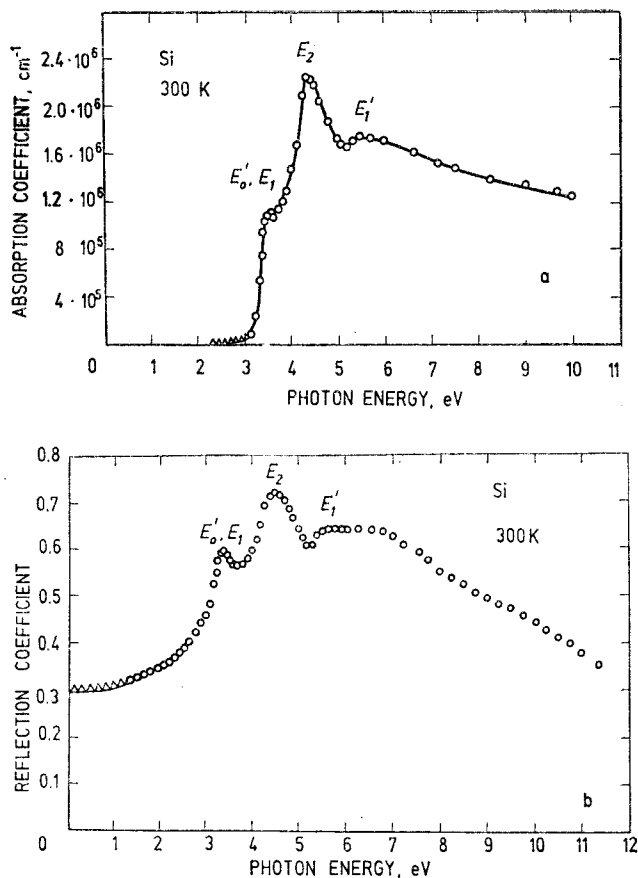 ABSORPTION COEFFICIENT, cm⁻¹
2.4·10⁶
2.0·10⁶
1.6·10⁶
1.2·10⁶
8·10⁵
4·10⁵
0
Si
300 K
E₀', E₁
E₂
E₁'
a
1 2 3 4 5 6 7 8 9 10 11
PHOTON ENERGY, eV
REFLECTION COEFFICIENT
0.8
0.7
0.6
0.5
0.4
0.3
0.2
0.1
0
E₀', E₁
E₂
E₁'
Si
300K
b
1 2 3 4 5 6 7 8 9 10 11 12
PHOTON ENERGY, eV